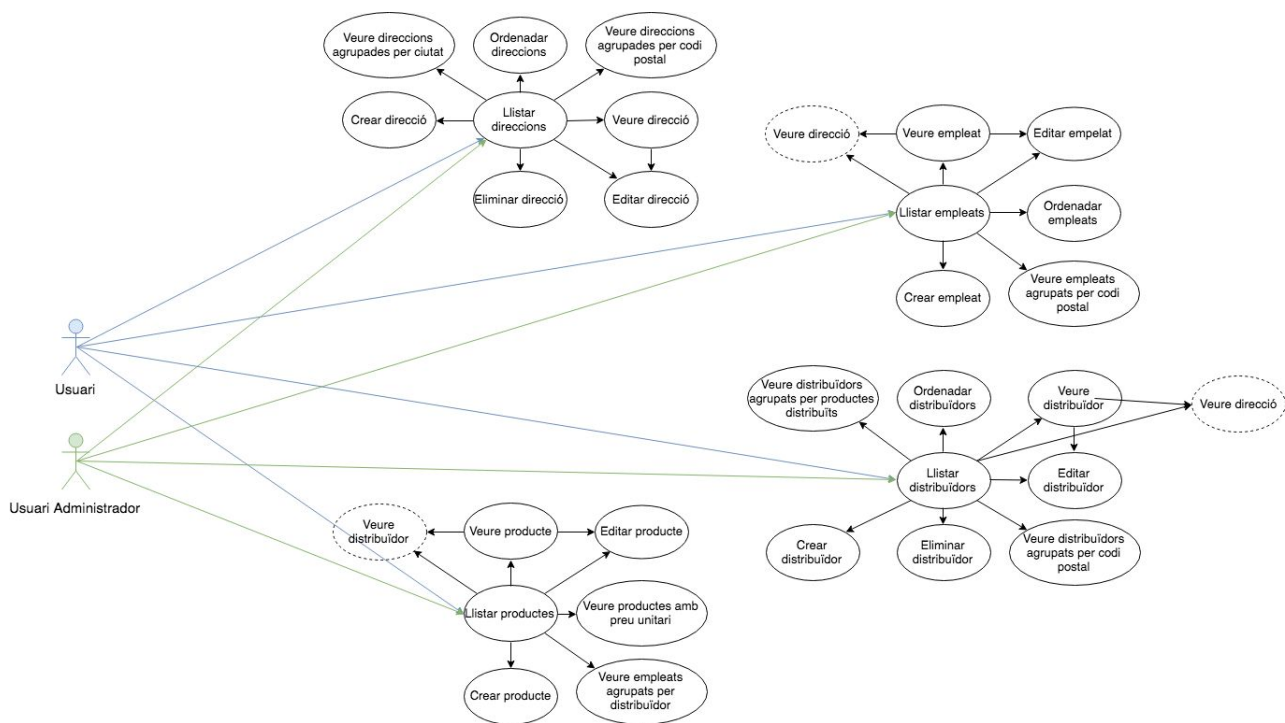 Veure direccions
agrupades per ciutat
Ordenadar
direccions
Veure direccions
agrupades per codi
postal
Crear direcció
Llistar
direccions
Veure direcció
Eliminar direcció
Editar direcció
Veure direcció
Veure empleat
Editar empelat
Llistar empleats
Ordenadar
empleats
Crear empleat
Veure empleats
agrupats per codi
postal
Usuari
Usuari Administrador
Veure distribuïdors
agrupats per productes
distribuïts
Ordenadar
distribuïdors
Veure
distribuïdor
Veure direcció
Llistar
distribuïdors
Editar
distribuïdor
Crear
distribuïdor
Eliminar
distribuïdor
Veure distribuïdors
agrupats per codi
postal
Veure
distribuïdor
Veure producte
Editar producte
Llistar productes
Veure productes amb
preu unitari
Crear producte
Veure empleats
agrupats per
distribuïdor